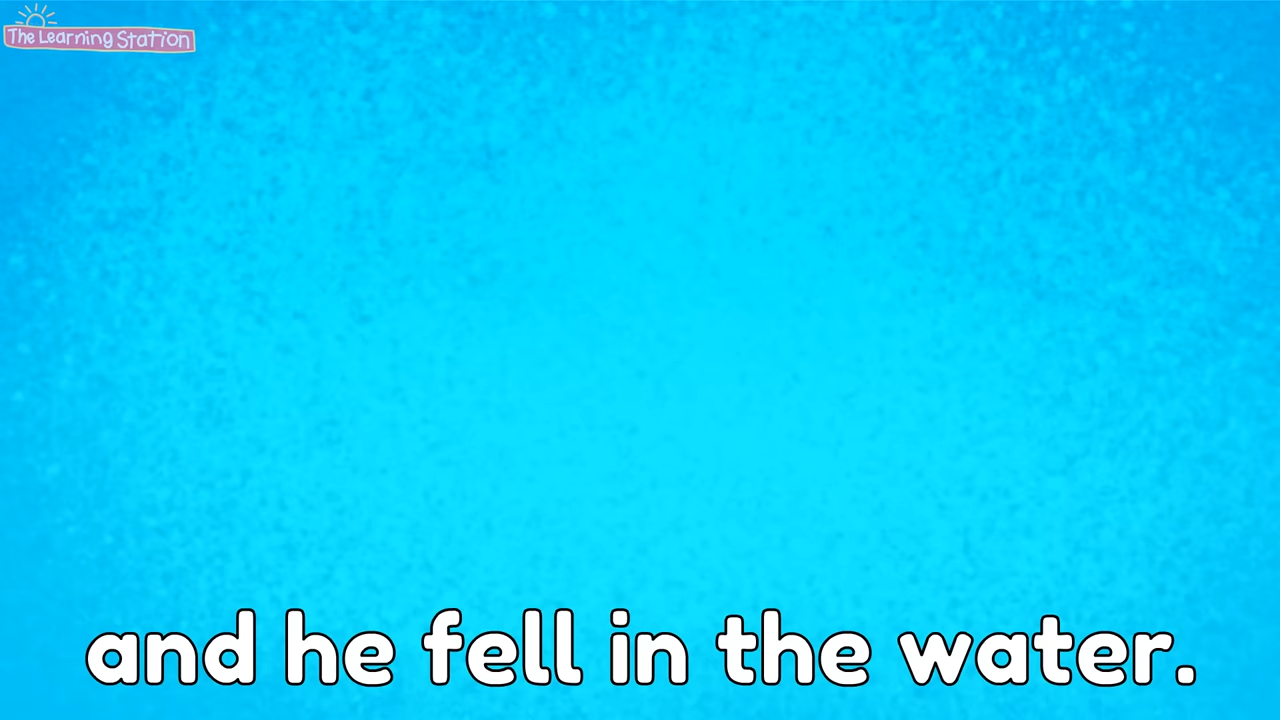 The Learning Station
and he fell in the water.